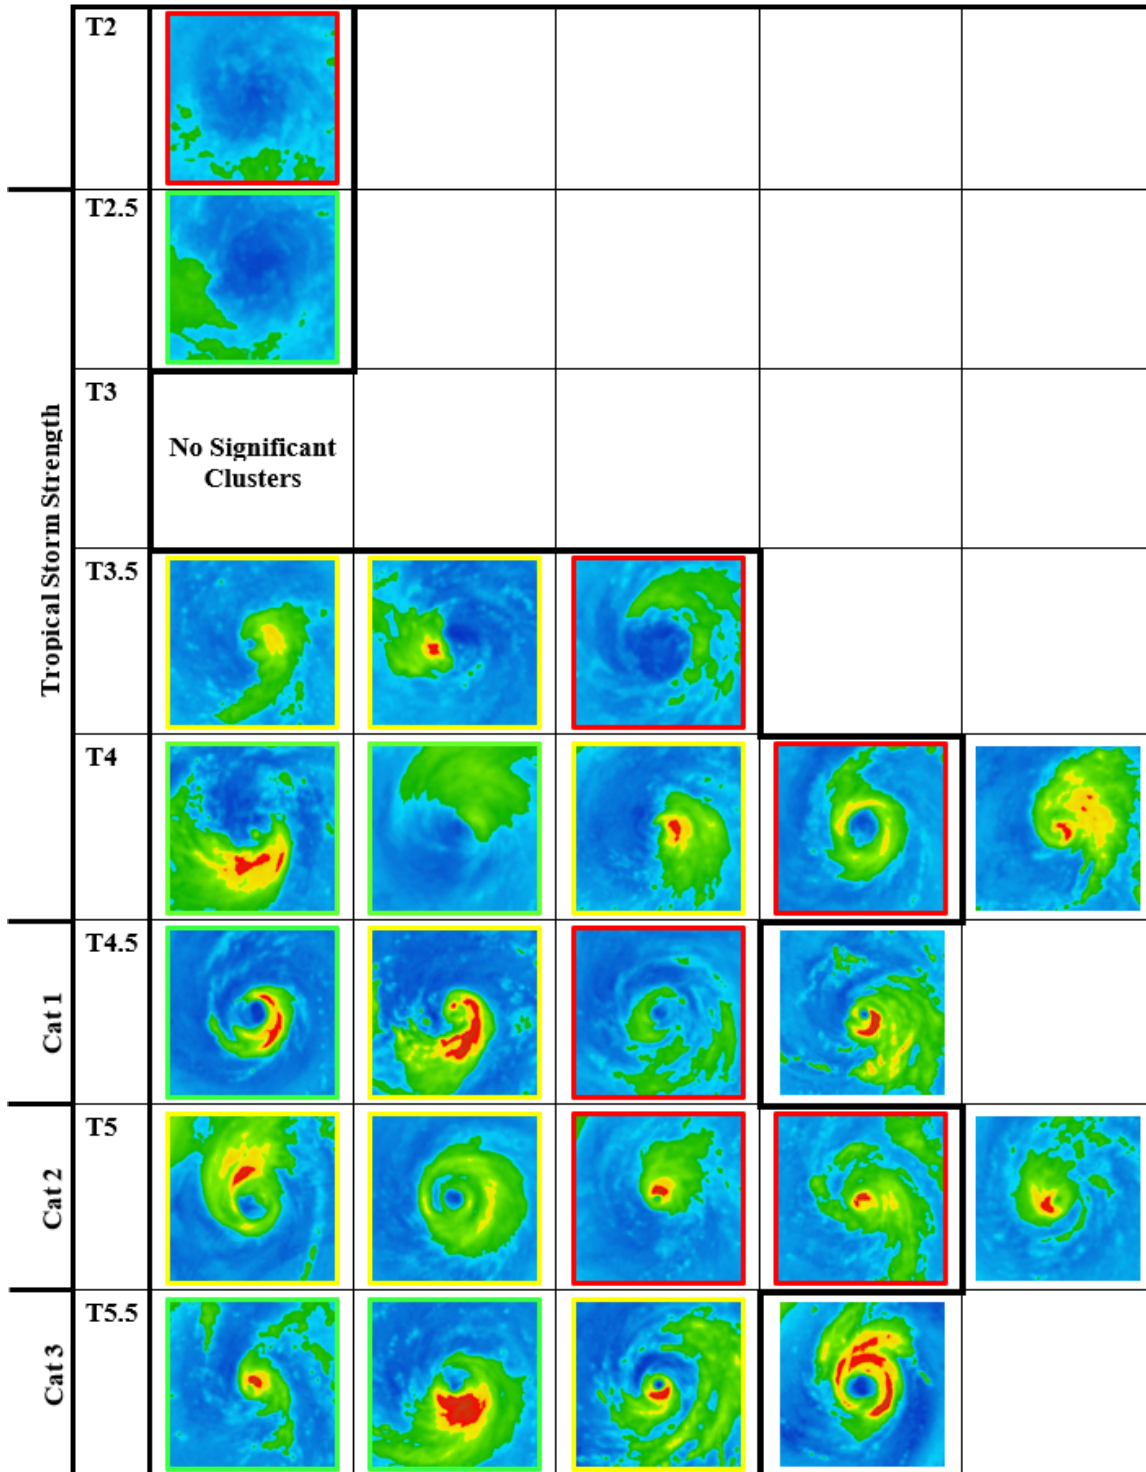 T2
T2.5
Tropical Storm Strength
T3
No Significant
Clusters
T3.5
T4
Cat 1
T4.5
Cat 2
T5
Cat 3
T5.5